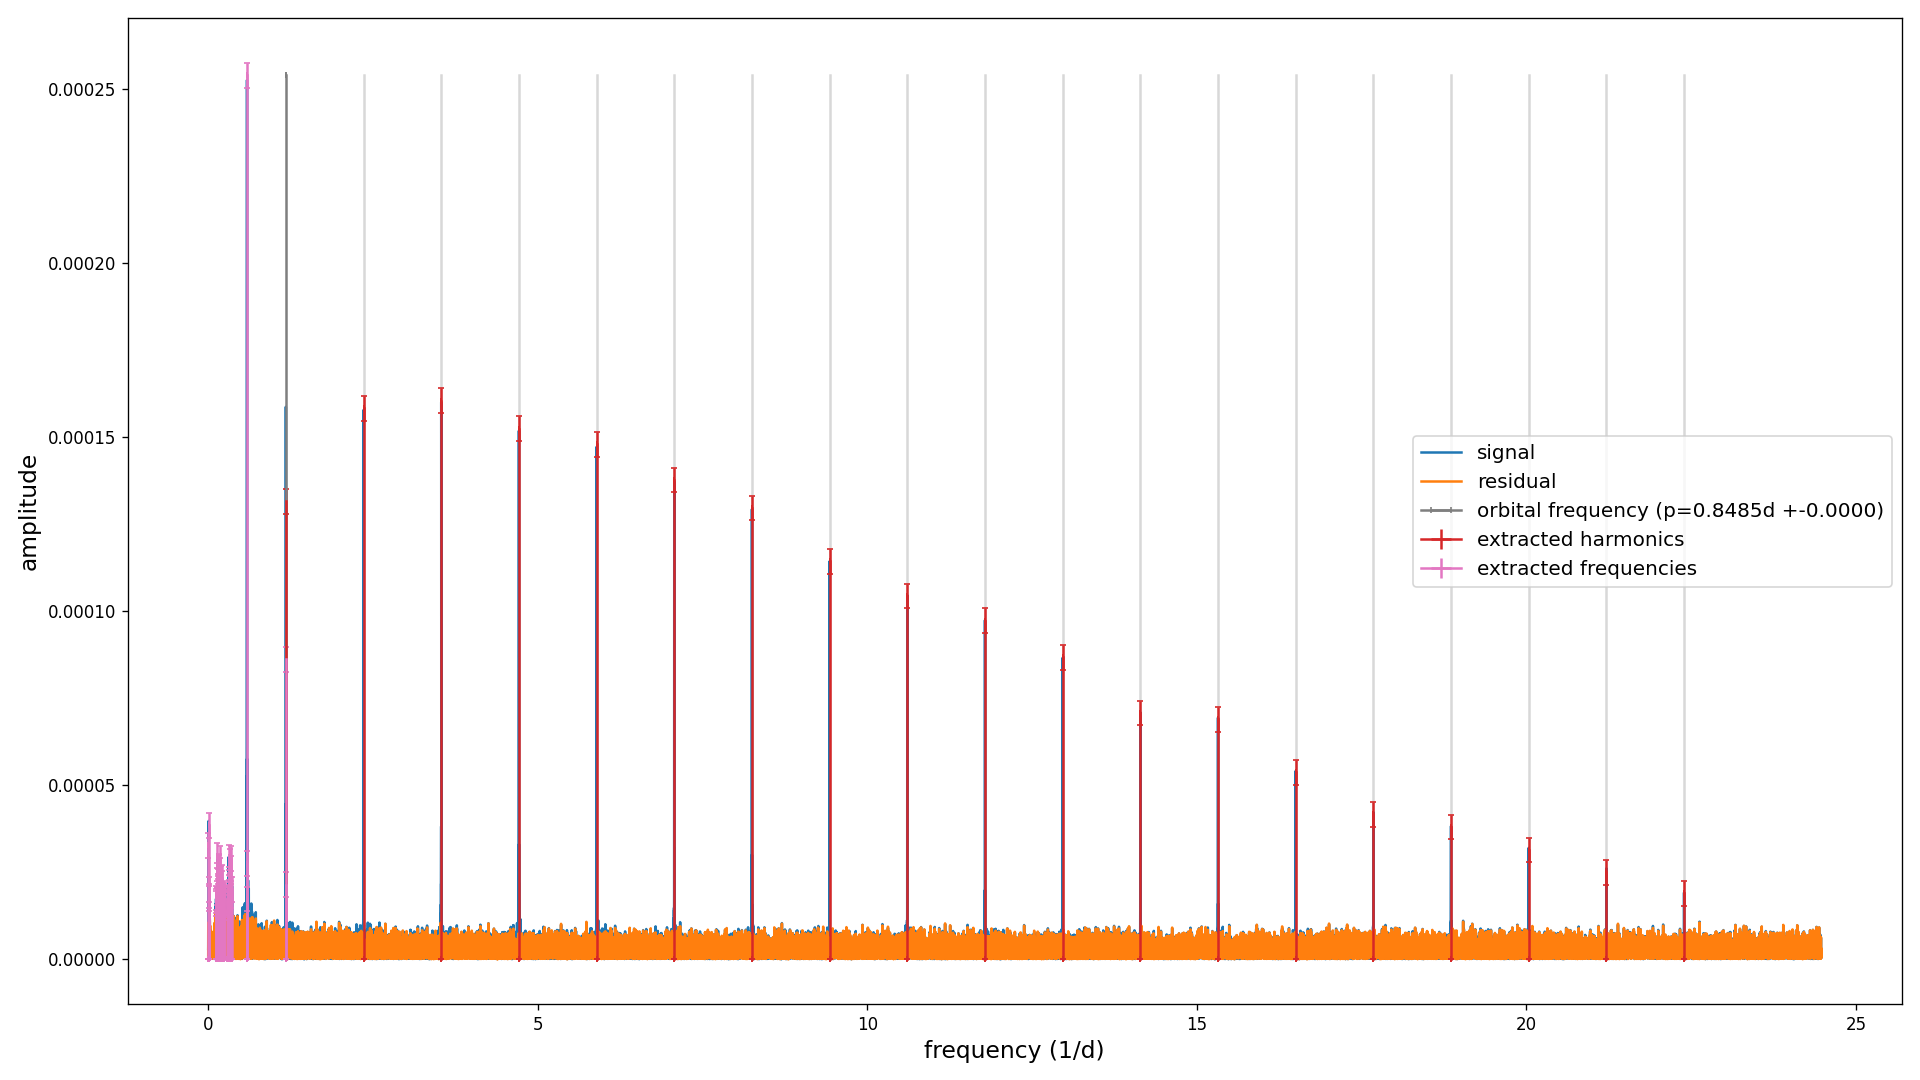 amplitude
0.00025
0.00020
0.00015
0.00010
0.00005
0.00000
signal
residual
orbital frequency (p=0.8485d +-0.0000)
extracted harmonics
extracted frequencies
0 5 10 15 20 25
frequency (1/d)